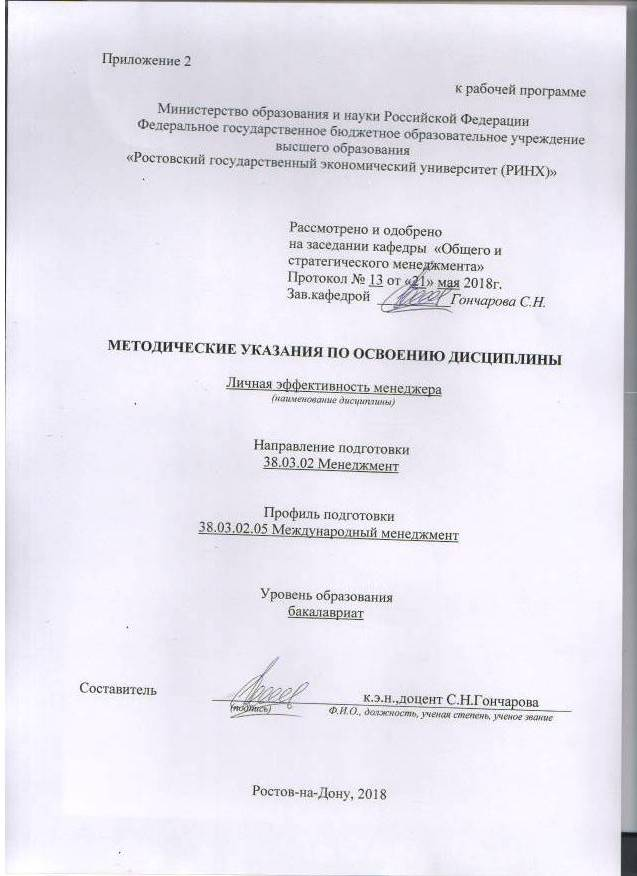 Приложение 2
к рабочей программе
Министерство образования и науки Российской Федерации
Федеральное государственное бюджетное образовательное учреждение
высшего образования
«Ростовский государственный экономический университет (РИНХ)»
Рассмотрено и одобрено
на заседании кафедры «Общего и
стратегического менеджмента»
Протокол № 13 от «21» мая 2018г.
Зав.кафедрой Гончарова С.Н.
МЕТОДИЧЕСКИЕ УКАЗАНИЯ ПО ОСВОЕНИЮ ДИСЦИПЛИНЫ
Личная эффективность менеджера
(наименование дисциплины)
Направление подготовки
38.03.02 Менеджмент
Профиль подготовки
38.03.02.05 Международный менеджмент
Уровень образования
бакалавриат
Составитель к.э.н.,доцент С.Н.Гончарова
(подпись) Ф.И.О., должность, ученая степень, ученое звание
Ростов-на-Дону, 2018